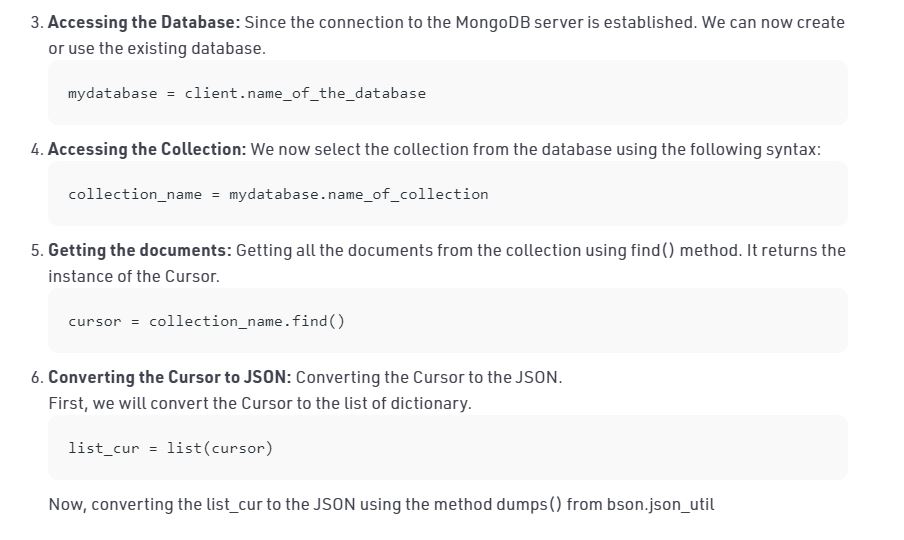 3. Accessing the Database: Since the connection to the MongoDB server is established. We can now create
or use the existing database.
mydatabase = client.name_of_the_database
4. Accessing the Collection: We now select the collection from the database using the following syntax:
collection_name = mydatabase.name_of_collection
5. Getting the documents: Getting all the documents from the collection using find() method. It returns the
instance of the Cursor.
cursor = collection_name.find()
6. Converting the Cursor to JSON: Converting the Cursor to the JSON.
First, we will convert the Cursor to the list of dictionary.
list_cur = list(cursor)
Now, converting the list_cur to the JSON using the method dumps() from bson.json_util